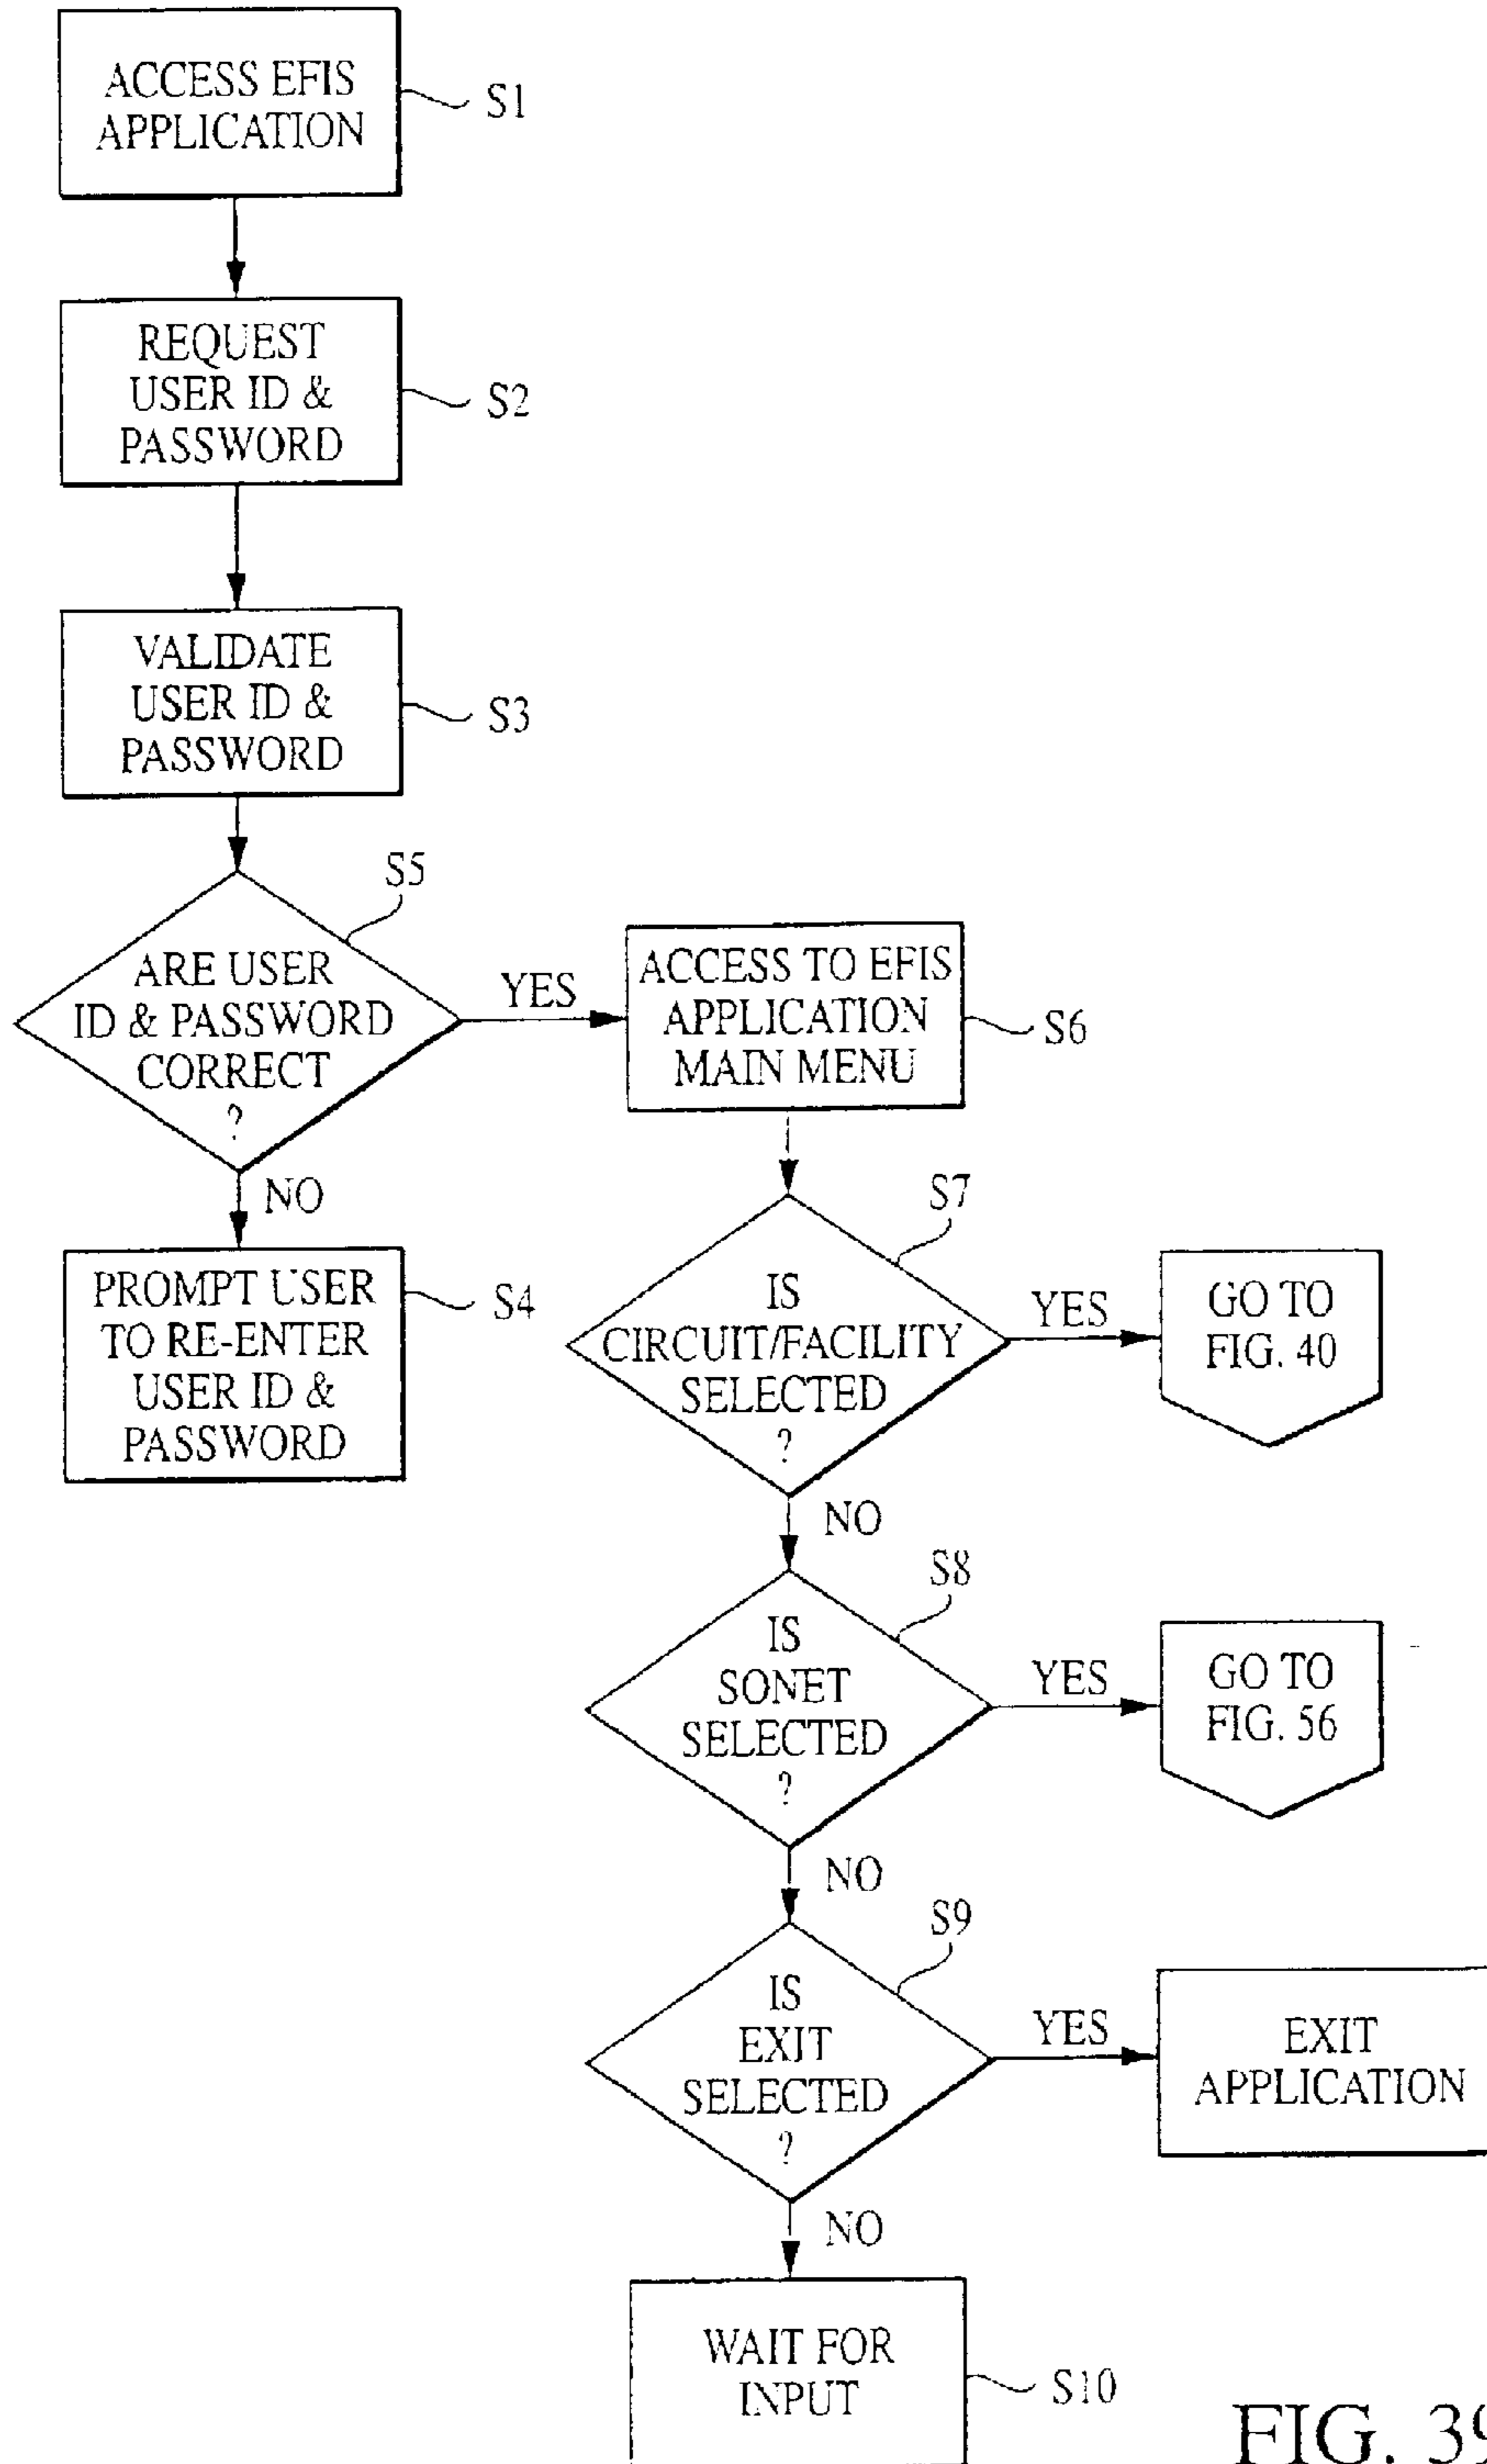 ACCESS EFIS
APPLICATION
S1
REQUEST
USER ID &
PASSWORD
S2
VALIDATE
USER ID &
PASSWORD
S3
S5
ARE USER
ID & PASSWORD
CORRECT
?
YES
NO
PROMPT USER
TO RE-ENTER
USER ID &
PASSWORD
S4
ACCESS TO EFIS
APPLICATION
MAIN MENU
S6
S7
IS
CIRCUIT/FACILITY
SELECTED
?
YES
GO TO
FIG. 40
NO
S8
IS
SONET
SELECTED
?
YES
GO TO
FIG. 56
NO
S9
IS
EXIT
SELECTED
?
YES
EXIT
APPLICATION
NO
WAIT FOR
INPUT
S10
FIG. 39